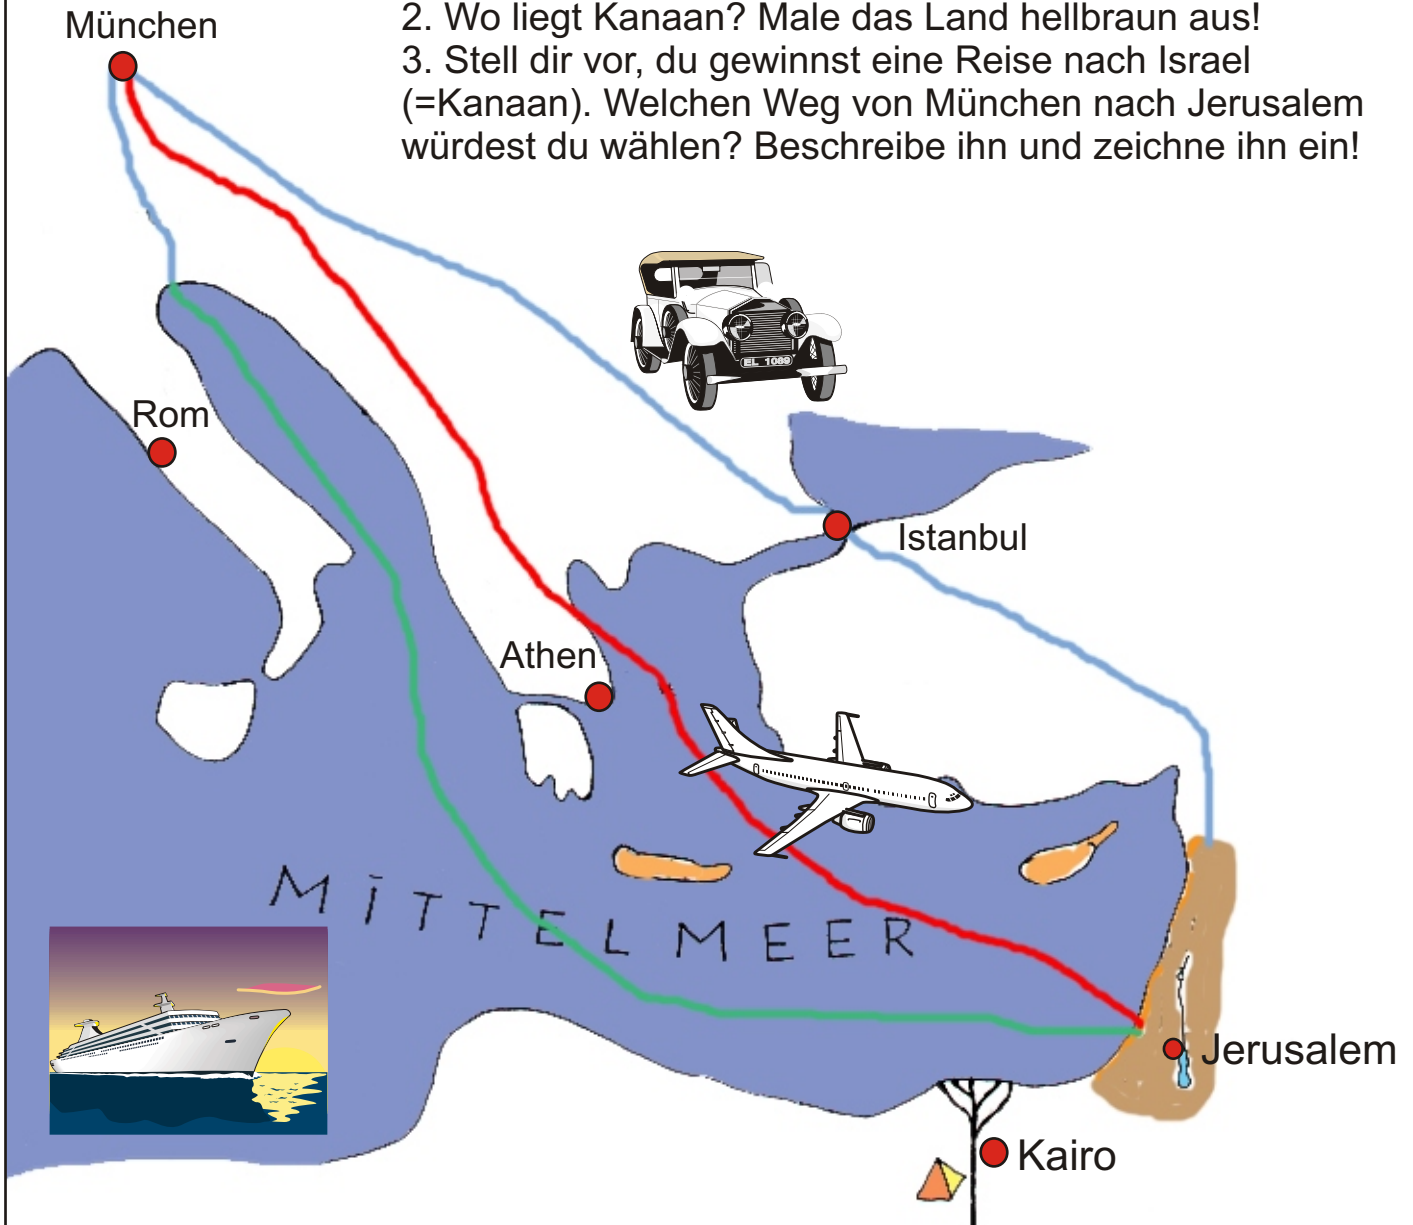 München
2. Wo liegt Kanaan? Male das Land hellbraun aus!
3. Stell dir vor, du gewinnst eine Reise nach Israel
(=Kanaan). Welchen Weg von München nach Jerusalem
würdest du wählen? Beschreibe ihn und zeichne ihn ein!
EL 1089
Rom
Istanbul
Athen
MiTTELMEER
Jerusalem
Kairo